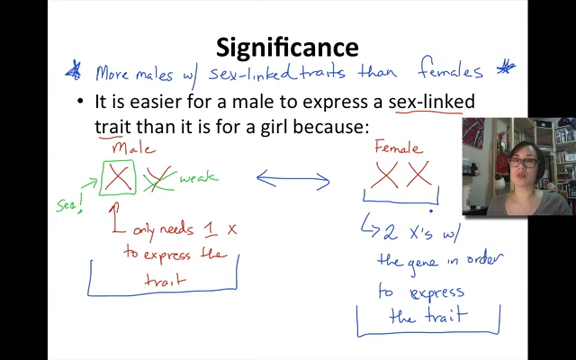 Significance
More males w/ sex-linked traits than females
• It is easier for a male to express a sex-linked
trait than it is for a girl because:
Male
Female
X Y weak
X X
see!
only needs 1 x
to express the
trait
2 X's w/
the gene in order
to express
the trait